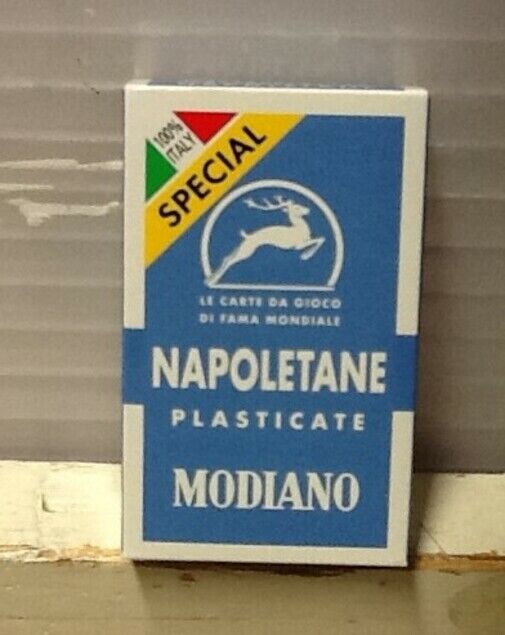 100%
ITALY
SPECIAL
LE CARTE DA GIOCO
DI FAMA MONDIALE
NAPOLETANE
PLASTICATE
MODIANO